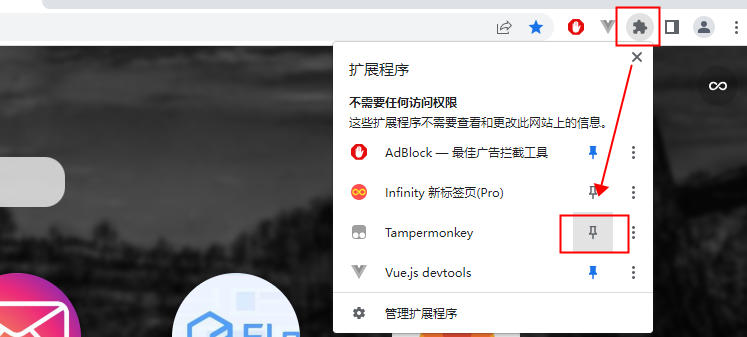 扩展程序
不需要任何访问权限
这些扩展程序不需要查看和更改此网站上的信息。
AdBlock — 最佳广告拦截工具
Infinity 新标签页(Pro)
Tampermonkey
Vue.js devtools
管理扩展程序